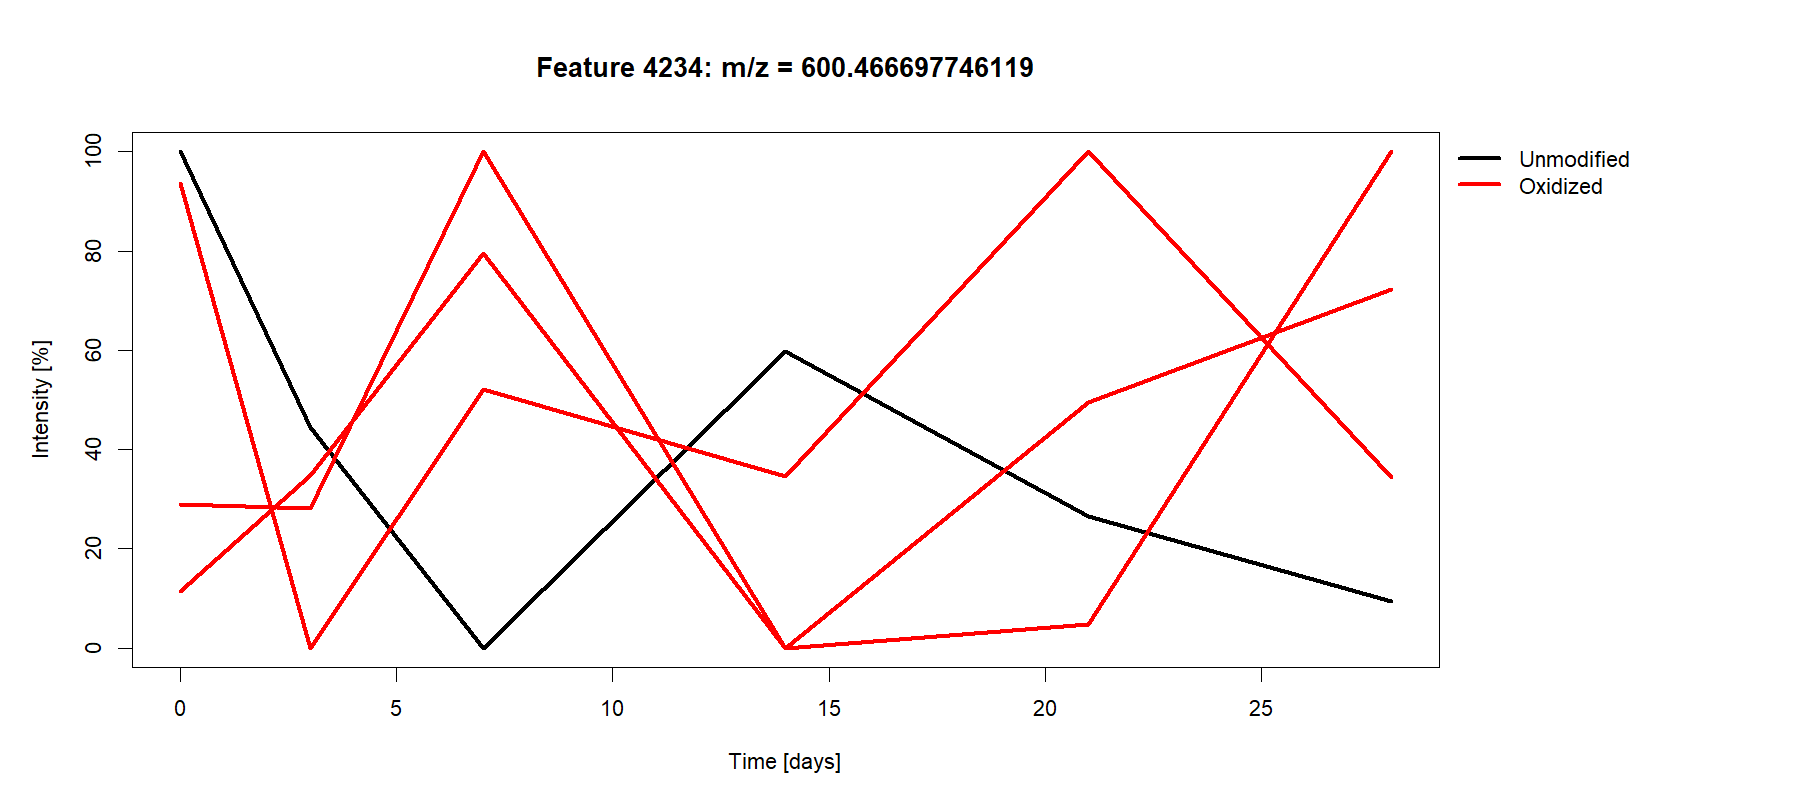 Feature 4234: m/z = 600.466697746119
Unmodified
Oxidized
100
80
60
40
20
0
Intensity [%]
0 5 10 15 20 25
Time [days]